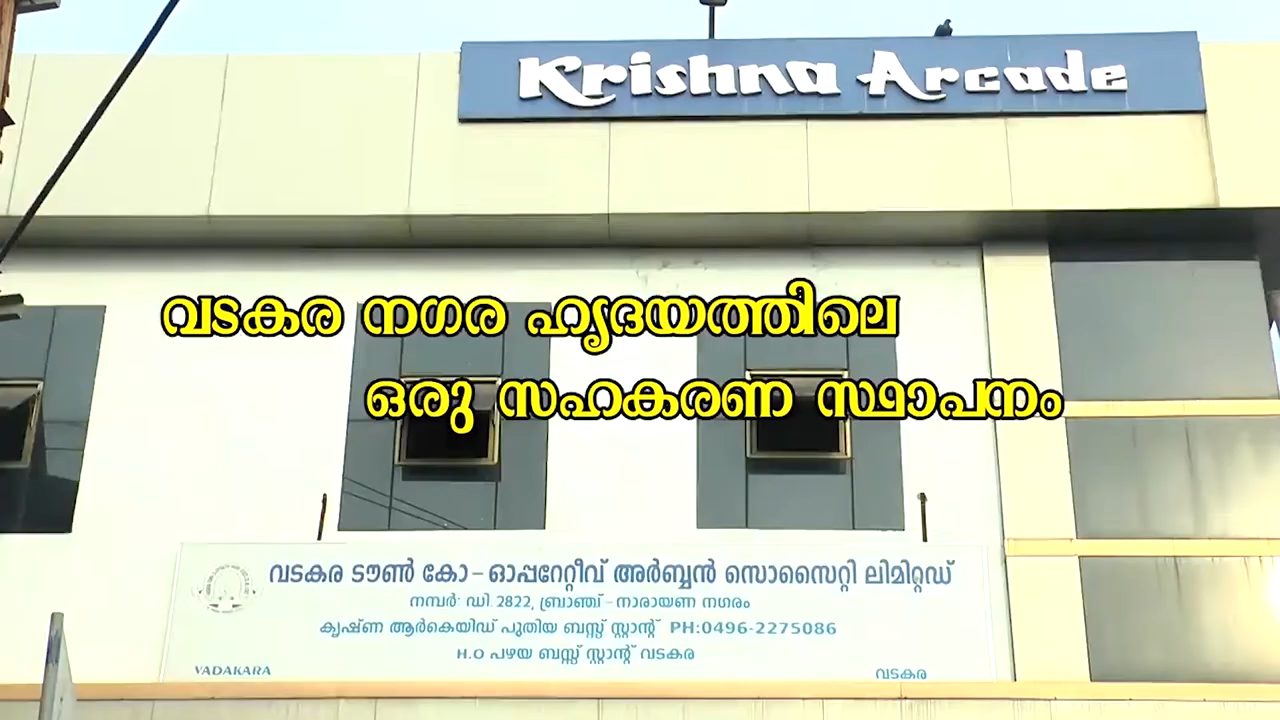 Krishna Arcade
വടകര നഗര ഹൃദയത്തിലെ
ഒരു സഹകരണ സ്ഥാപനം
വടകര ടൗൺ കോ-ഓപ്പറേറ്റീവ് അർബ്ബൻ സൊസൈറ്റി ലിമിറ്റഡ്
നമ്പർ ഡി. 2822, ബ്രാഞ്ച് - നാരായണ നഗരം
കൃഷ്ണ ആർകെയിഡ് പുതിയ ബസ്സ് സ്റ്റാന്റ് PH:0496-2275086
H.O പഴയ ബസ്സ് സ്റ്റാന്റ് വടകര
VADAKARA വടകര